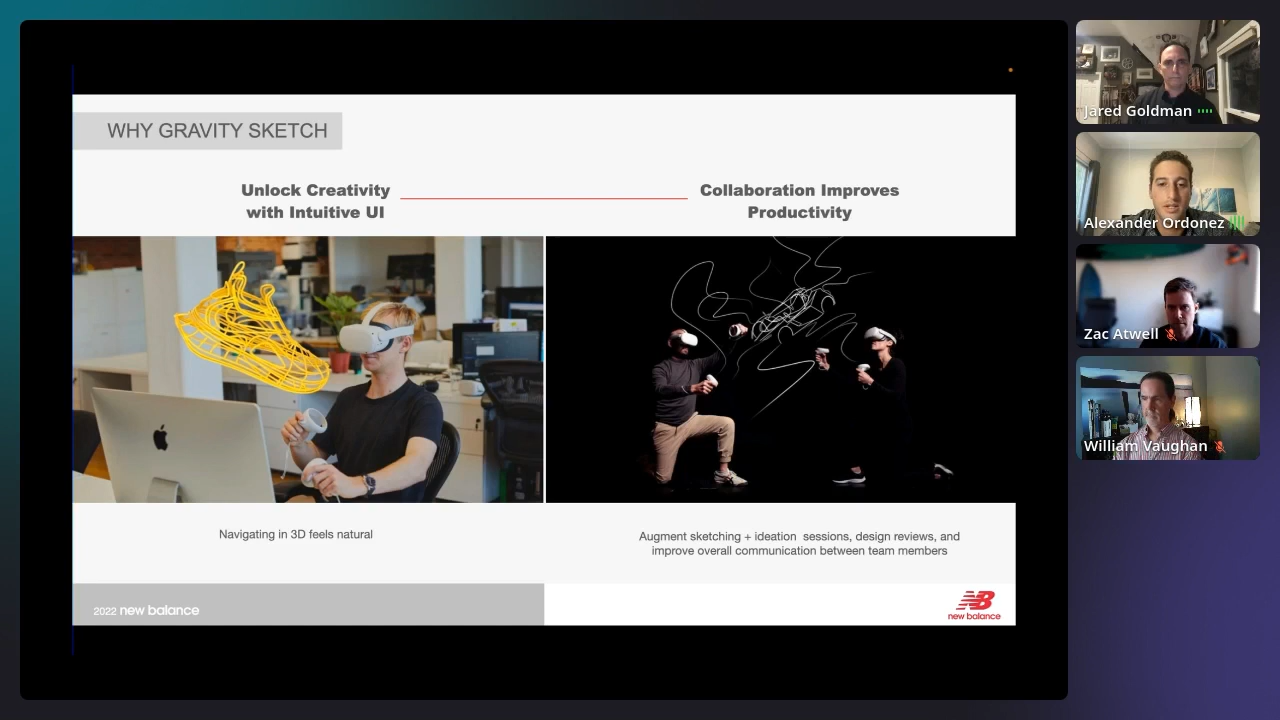 WHY GRAVITY SKETCH
Unlock Creativity
with Intuitive UI
Collaboration Improves
Productivity
Navigating in 3D feels natural
Augment sketching + ideation sessions, design reviews, and
improve overall communication between team members
2022 new balance
NB
new balance
Jared Goldman
Alexander Ordonez
Zac Atwell
William Vaughan